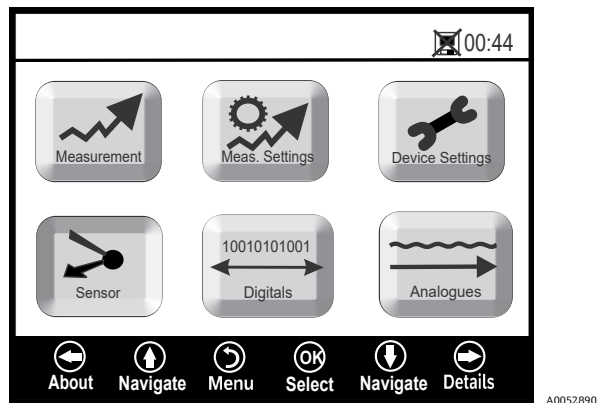 00:44
Measurement
Meas. Settings
Device Settings
10010101001
Sensor
Digitals
Analogues
OK
About
Navigate
Menu
Select
Navigate
Details
A0052890